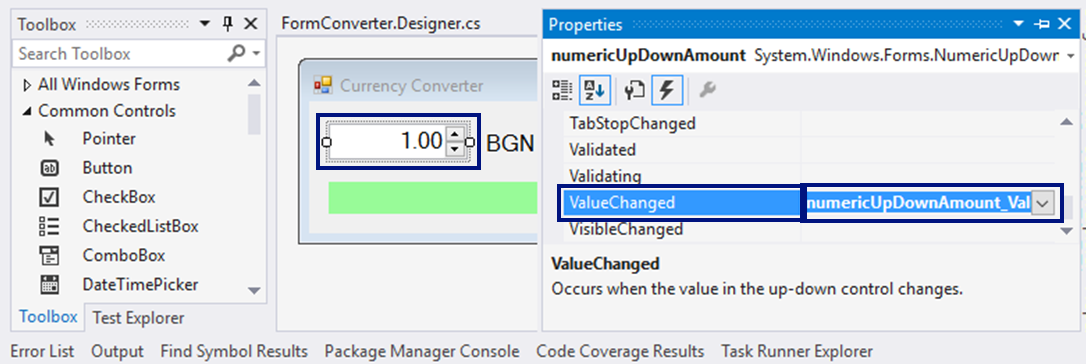 Toolbox
Search Toolbox
All Windows Forms
Common Controls
Pointer
Button
CheckBox
CheckedListBox
ComboBox
DateTimePicker
Toolbox Test Explorer
FormConverter.Designer.cs
Currency Converter
1.00 BGN
Properties
numericUpDownAmount System.Windows.Forms.NumericUpDown
TabStopChanged
Validated
Validating
ValueChanged numericUpDownAmount_Val
VisibleChanged
ValueChanged
Occurs when the value in the up-down control changes.
Error List Output Find Symbol Results Package Manager Console Code Coverage Results Task Runner Explorer